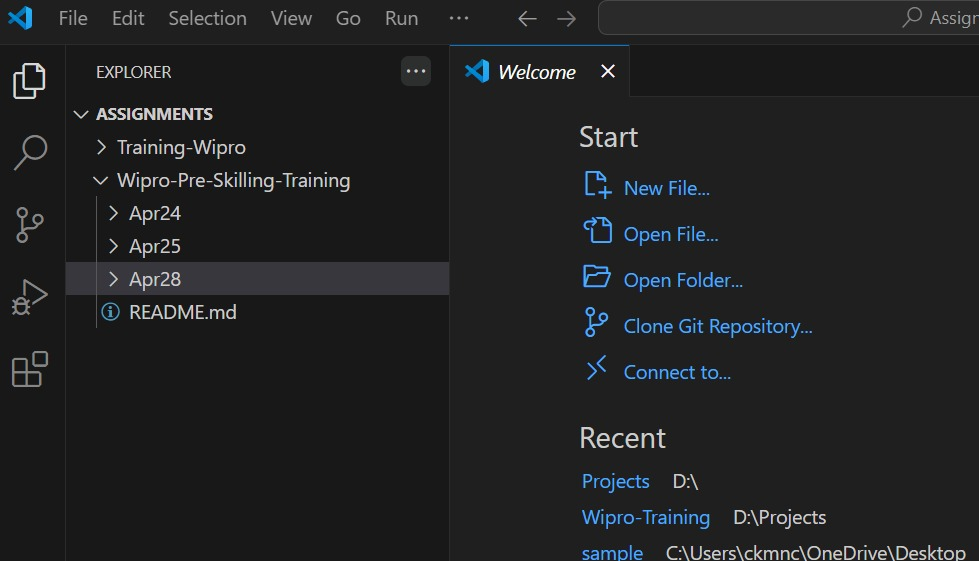 File Edit Selection View Go Run ··· Assign
EXPLORER ···
ASSIGNMENTS
Training-Wipro
Wipro-Pre-Skilling-Training
Apr24
Apr25
Apr28
README.md
Welcome
Start
New File...
Open File...
Open Folder...
Clone Git Repository...
Connect to...
Recent
Projects D:\
Wipro-Training D:\Projects
sample C:\Users\ckmnc\OneDrive\Desktop